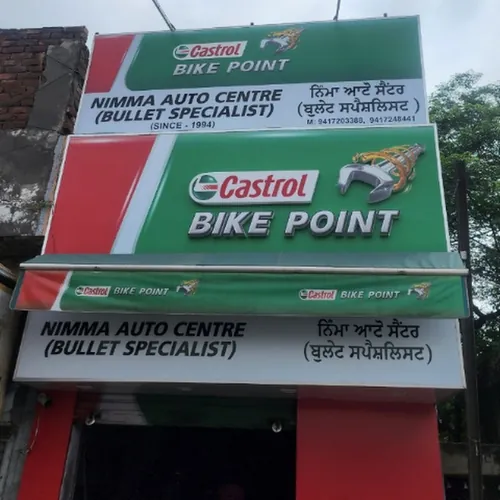 Castrol
BIKE POINT
NIMMA AUTO CENTRE
(BULLET SPECIALIST)
(SINCE - 1994)
ਨਿੰਮਾ ਆਟੋ ਸੈਂਟਰ
(ਬੁਲੇਟ ਸਪੈਸ਼ਲਿਸਟ)
M: 9417203388, 9417248441
Castrol
BIKE POINT
Castrol BIKE POINT
Castrol BIKE POINT
NIMMA AUTO CENTRE
(BULLET SPECIALIST)
ਨਿੰਮਾ ਆਟੋ ਸੈਂਟਰ
(ਬੁਲੇਟ ਸਪੈਸ਼ਲਿਸਟ)